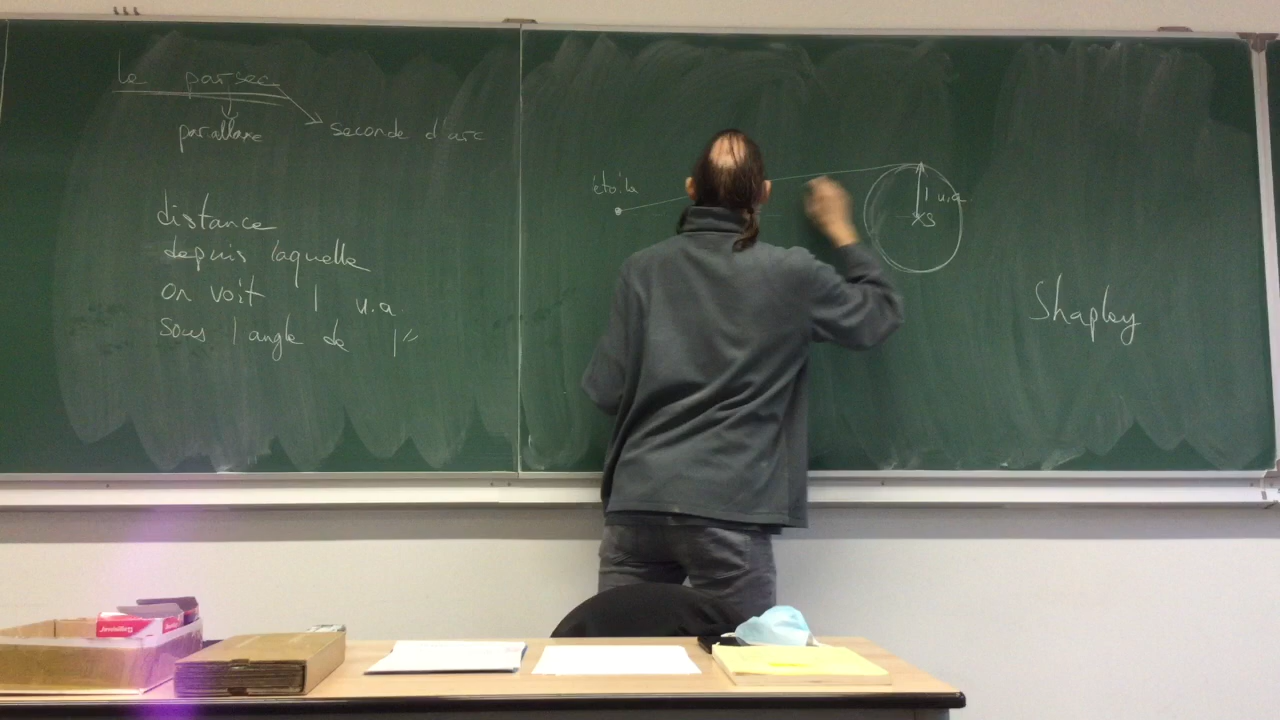 le parsec
parallaxe
seconde d'arc
distance
depuis laquelle
on voit 1 u.a
sous l angle de 1"
étoile
1 u.a
S
Shapley